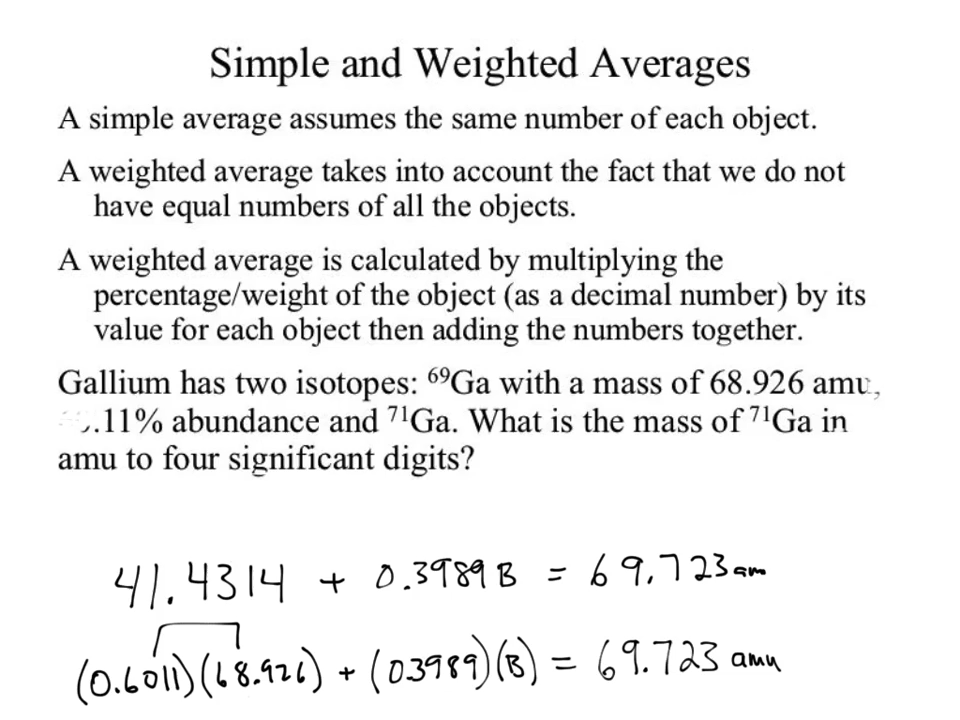 Simple and Weighted Averages
A simple average assumes the same number of each object.
A weighted average takes into account the fact that we do not
have equal numbers of all the objects.
A weighted average is calculated by multiplying the
percentage/weight of the object (as a decimal number) by its
value for each object then adding the numbers together.
Gallium has two isotopes: ⁶⁹Ga with a mass of 68.926 amu,
.11% abundance and ⁷¹Ga. What is the mass of ⁷¹Ga in
amu to four significant digits?
41.4314 + 0.3989 B = 69.723 am
(0.6011)(68.926) + (0.3989)(B) = 69.723 amu